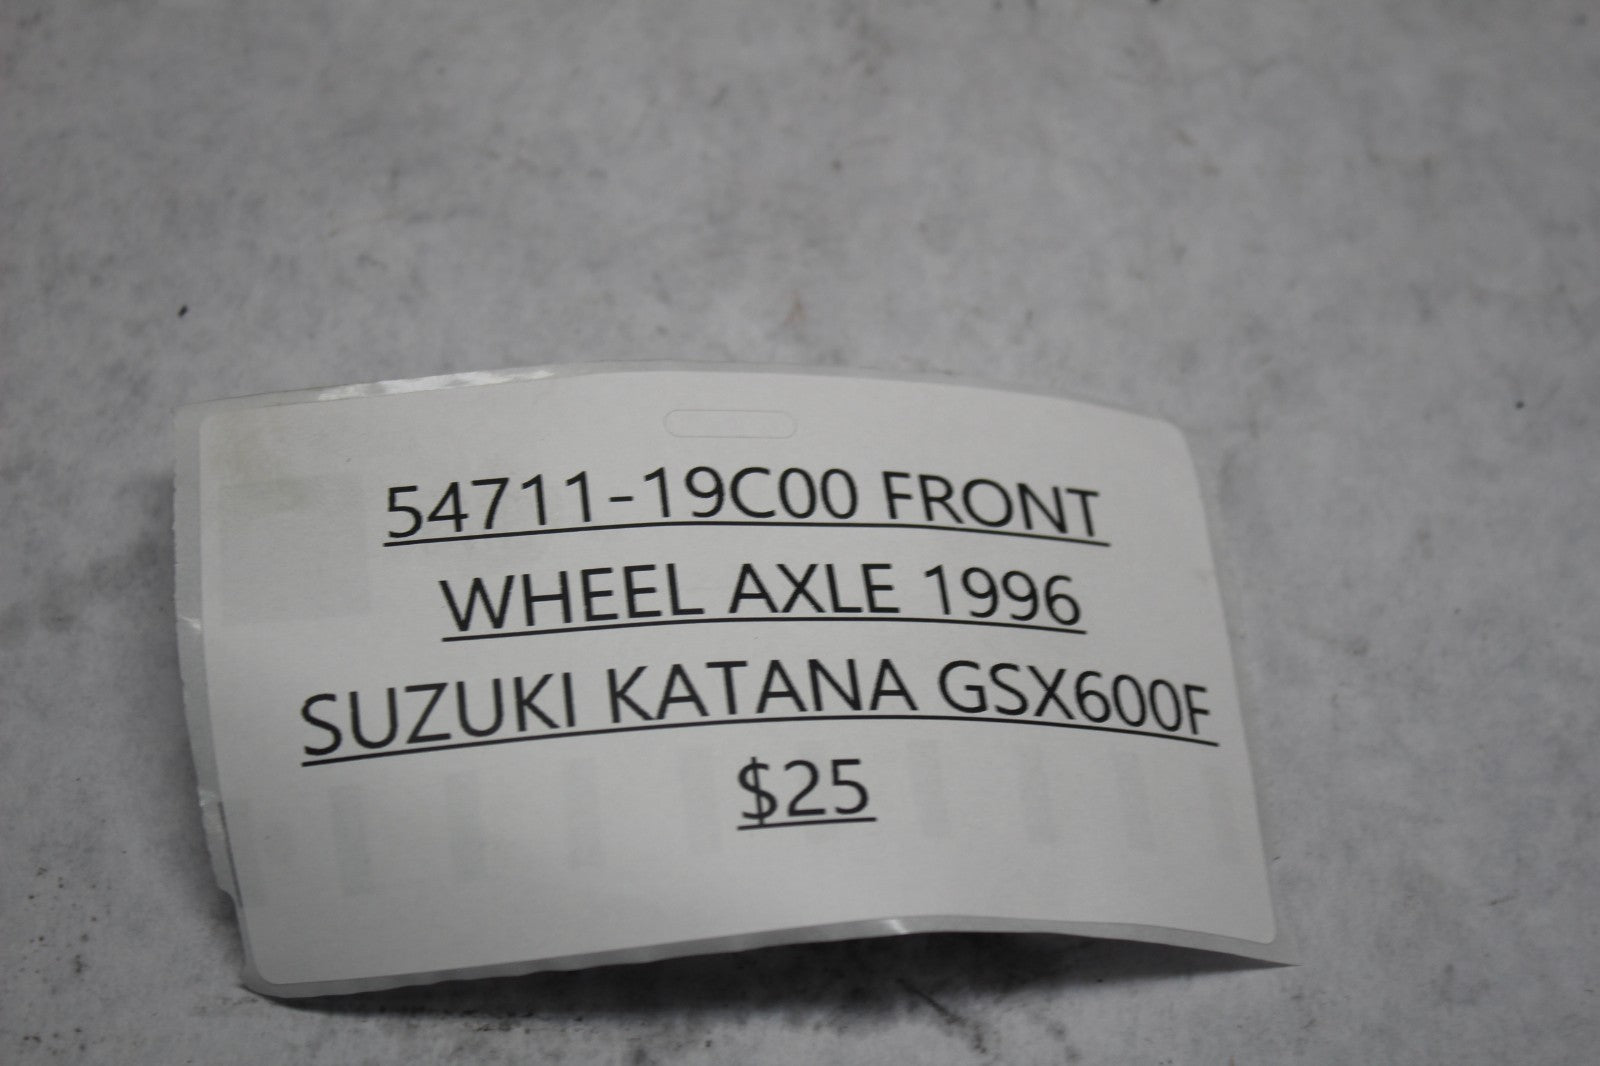 54711-19C00 FRONT
WHEEL AXLE 1996
SUZUKI KATANA GSX600F
$25